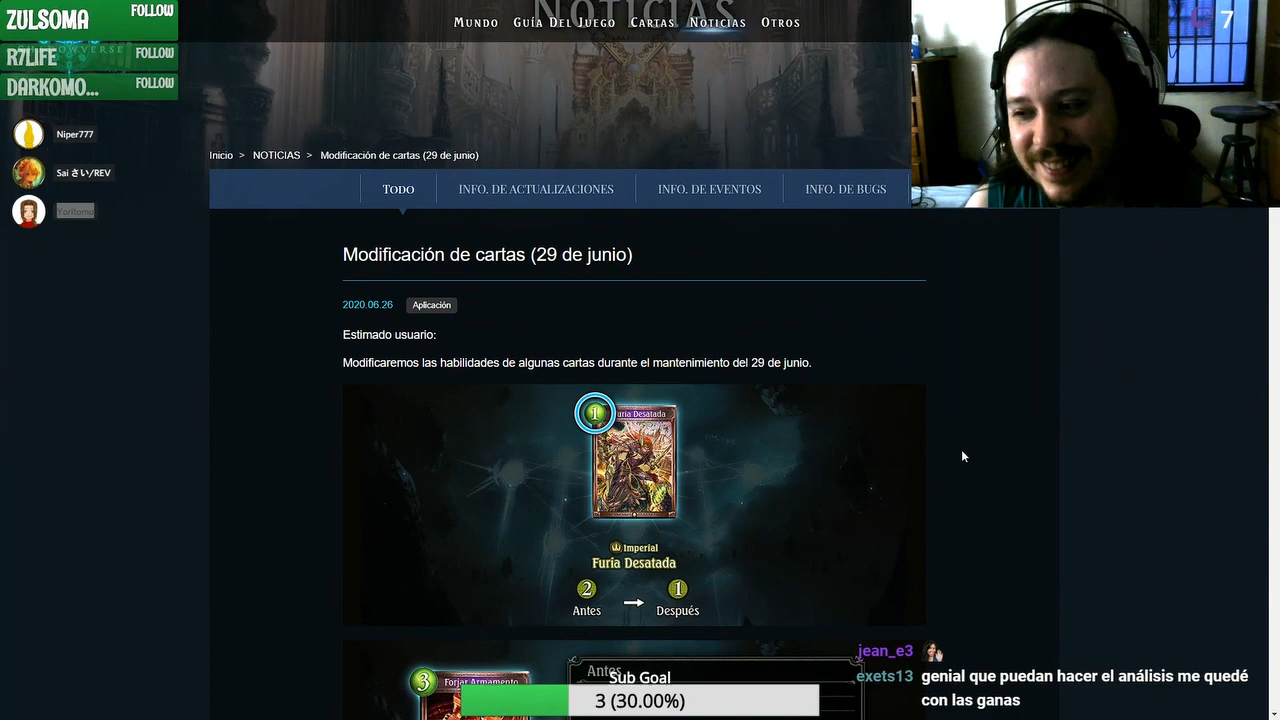 ZULSOMA FOLLOW
R7LIFE FOLLOW
DARKOMO... FOLLOW
Niper777
Sai さい/REV
Yoritomo
NOTICIAS
MUNDO GUÍA DEL JUEGO CARTAS NOTICIAS OTROS
7
Inicio > NOTICIAS > Modificación de cartas (29 de junio)
TODO INFO. DE ACTUALIZACIONES INFO. DE EVENTOS INFO. DE BUGS
Modificación de cartas (29 de junio)
2020.06.26 Aplicación
Estimado usuario:
Modificaremos las habilidades de algunas cartas durante el mantenimiento del 29 de junio.
1 Furia Desatada
Imperial
Furia Desatada
2 → 1
Antes Después
3 Forjar Armamento
Antes
Sub Goal
3 (30.00%)
jean_e3
exets13 genial que puedan hacer el análisis me quedé
con las ganas